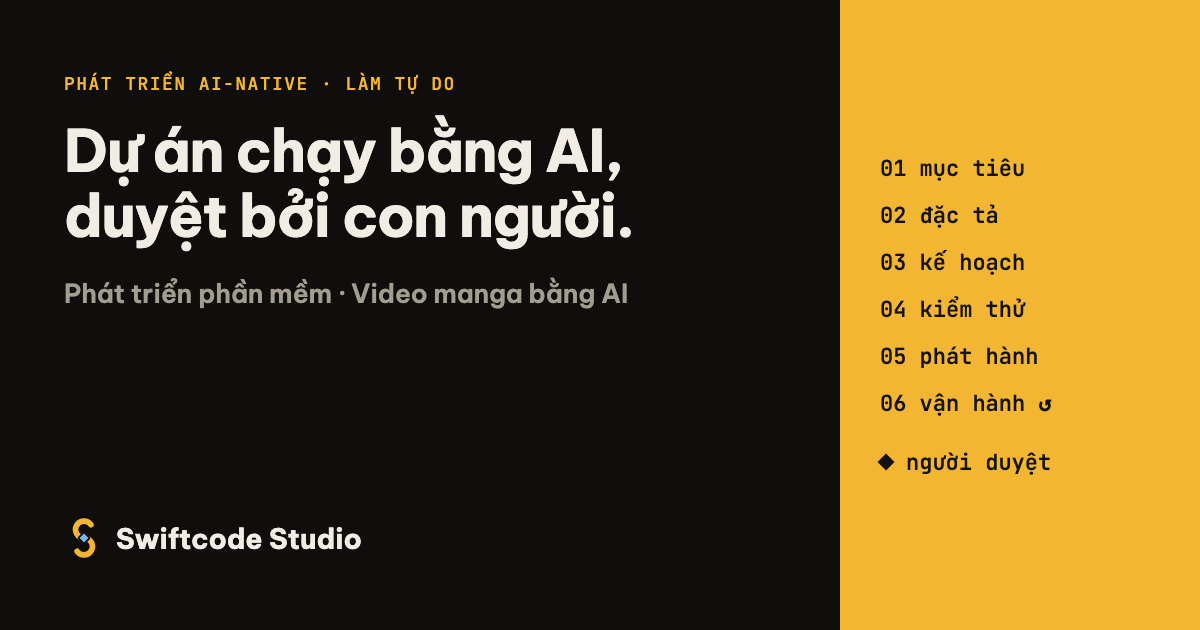 PHÁT TRIỂN AI-NATIVE · LÀM TỰ DO
Dự án chạy bằng AI,
duyệt bởi con người.
Phát triển phần mềm · Video manga bằng AI
Swiftcode Studio
01 mục tiêu
02 đặc tả
03 kế hoạch
04 kiểm thử
05 phát hành
06 vận hành ↺
◆ người duyệt